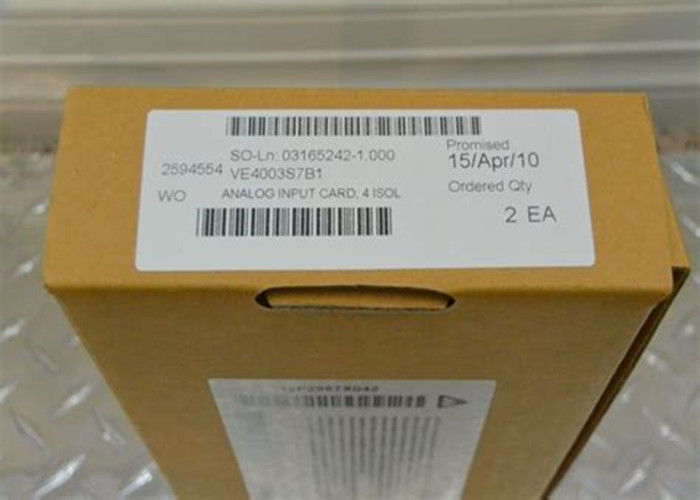 SO-Ln: 03165242-1.000
Promised
2594554
VE4003S7B1
15/Apr/10
WO
ANALOG INPUT CARD, 4 ISOL
Ordered Qty
2 EA